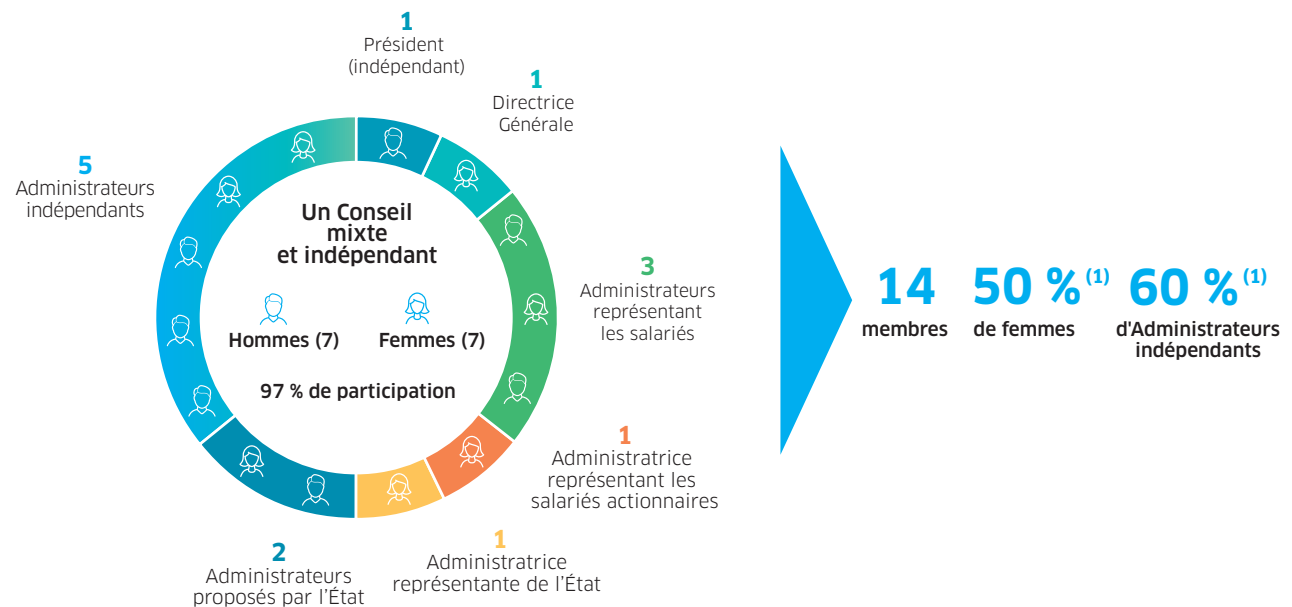 1
Président
(indépendant)
1
Directrice
Générale
5
Administrateurs
indépendants
Un Conseil
mixte
et indépendant
Hommes (7)
Femmes (7)
97 % de participation
3
Administrateurs
représentant
les salariés
1
Administratrice
représentant les
salariés actionnaires
1
Administratrice
représentante de l’État
2
Administrateurs
proposés par l’État
14
membres
50 % (1)
de femmes
60 % (1)
d'Administrateurs
indépendants